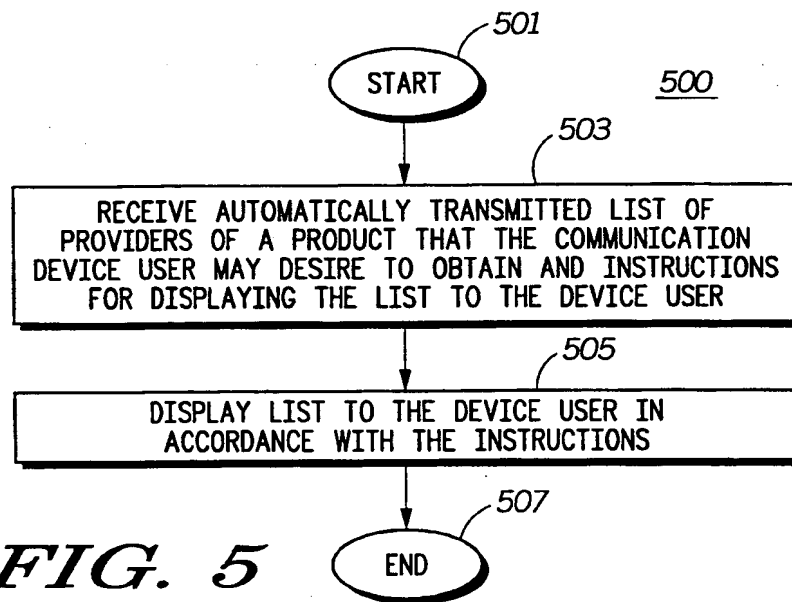 501
START
500
503
RECEIVE AUTOMATICALLY TRANSMITTED LIST OF
PROVIDERS OF A PRODUCT THAT THE COMMUNICATION
DEVICE USER MAY DESIRE TO OBTAIN AND INSTRUCTIONS
FOR DISPLAYING THE LIST TO THE DEVICE USER
505
DISPLAY LIST TO THE DEVICE USER IN
ACCORDANCE WITH THE INSTRUCTIONS
507
END
FIG. 5